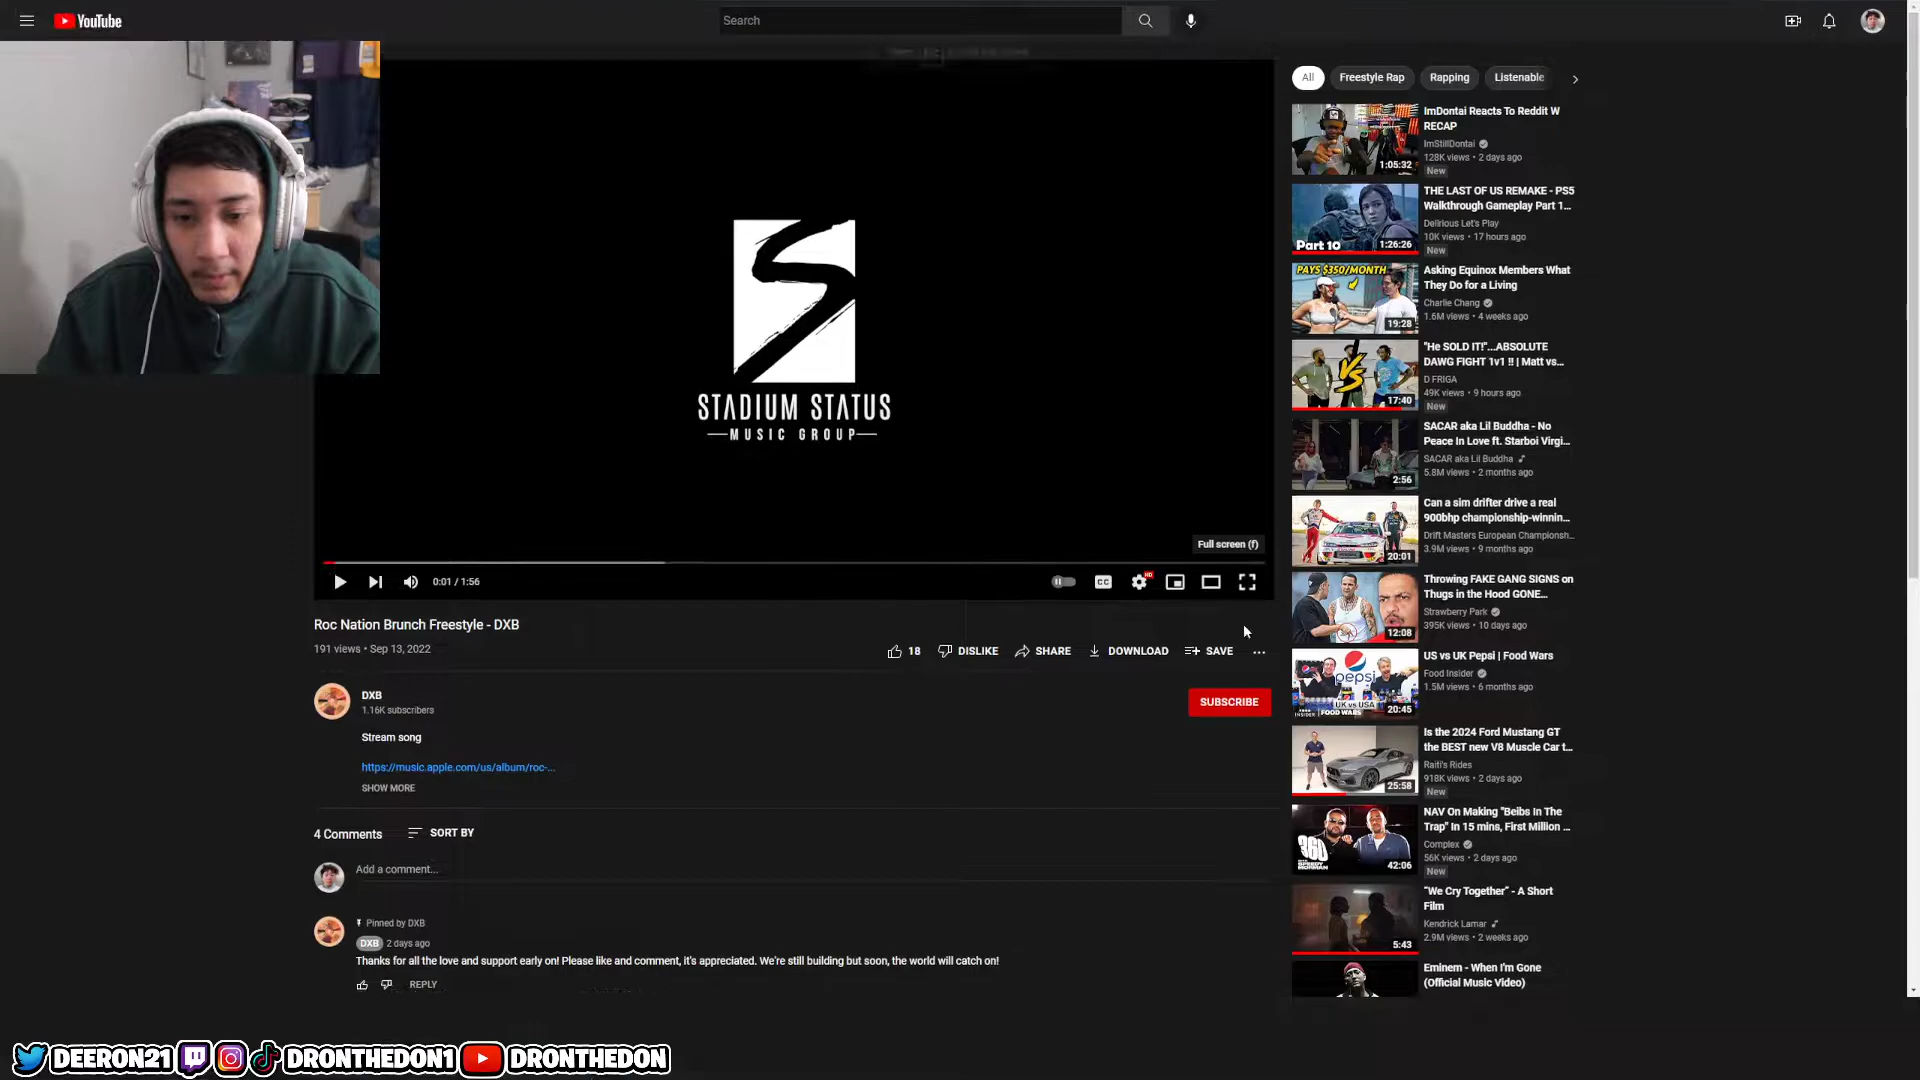 YouTube
Search
STADIUM STATUS
MUSIC GROUP
Full screen (f)
0:01 / 1:56
CC
HD
Roc Nation Brunch Freestyle - DXB
191 views • Sep 13, 2022
18
DISLIKE
SHARE
DOWNLOAD
SAVE
DXB
1.16K subscribers
SUBSCRIBE
Stream song
https://music.apple.com/us/album/roc-...
SHOW MORE
4 Comments
SORT BY
Add a comment...
Pinned by DXB
DXB 2 days ago
Thanks for all the love and support early on! Please like and comment, it's appreciated. We're still building but soon, the world will catch on!
REPLY
All
Freestyle Rap
Rapping
Listenable
1:05:32
ImDontai Reacts To Reddit W
RECAP
ImStillDontai
128K views • 2 days ago
New
Part 10
1:26:26
THE LAST OF US REMAKE - PS5
Walkthrough Gameplay Part 1...
Delirious Let's Play
10K views • 17 hours ago
New
PAYS $350/MONTH
19:28
Asking Equinox Members What
They Do for a Living
Charlie Chang
1.6M views • 4 weeks ago
VS
17:40
"He SOLD IT!"...ABSOLUTE
DAWG FIGHT 1v1 !! | Matt vs...
D FRIGA
49K views • 9 hours ago
New
2:56
SACAR aka Lil Buddha - No
Peace In Love ft. Starboi Virgi...
SACAR aka Lil Buddha
5.8M views • 2 months ago
20:01
Can a sim drifter drive a real
900bhp championship-winnin...
Drift Masters European Championsh...
3.9M views • 9 months ago
12:08
Throwing FAKE GANG SIGNS on
Thugs in the Hood GONE...
Strawberry Park
395K views • 10 days ago
pepsi
UK vs USA
FOOD WARS
20:45
US vs UK Pepsi | Food Wars
Food Insider
1.5M views • 6 months ago
25:58
Is the 2024 Ford Mustang GT
the BEST new V8 Muscle Car t...
Raiti's Rides
918K views • 2 days ago
New
360
42:06
NAV On Making "Beibs In The
Trap" In 15 mins, First Million ...
Complex
56K views • 2 days ago
New
5:43
"We Cry Together" - A Short
Film
Kendrick Lamar
2.9M views • 2 weeks ago
Eminem - When I'm Gone
(Official Music Video)
DEERON21
DRONTHEDON1
DRONTHEDON